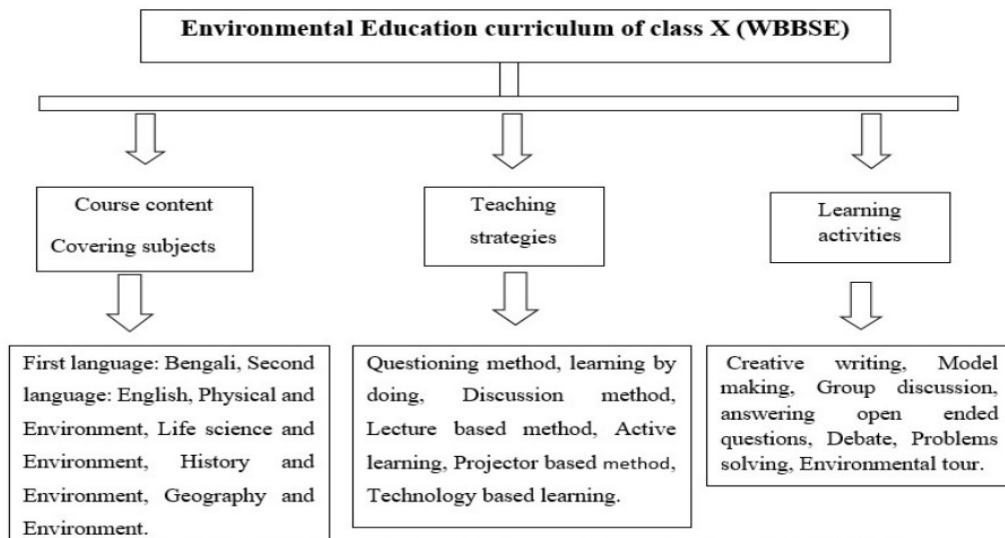 Environmental Education curriculum of class X (WBBSE)
Course content
Covering subjects
Teaching
strategies
Learning
activities
First language: Bengali, Second
language: English, Physical and
Environment, Life science and
Environment, History and
Environment, Geography and
Environment.
Questioning method, learning by
doing, Discussion method,
Lecture based method, Active
learning, Projector based method,
Technology based learning.
Creative writing, Model
making, Group discussion,
answering open ended
questions, Debate, Problems
solving, Environmental tour.